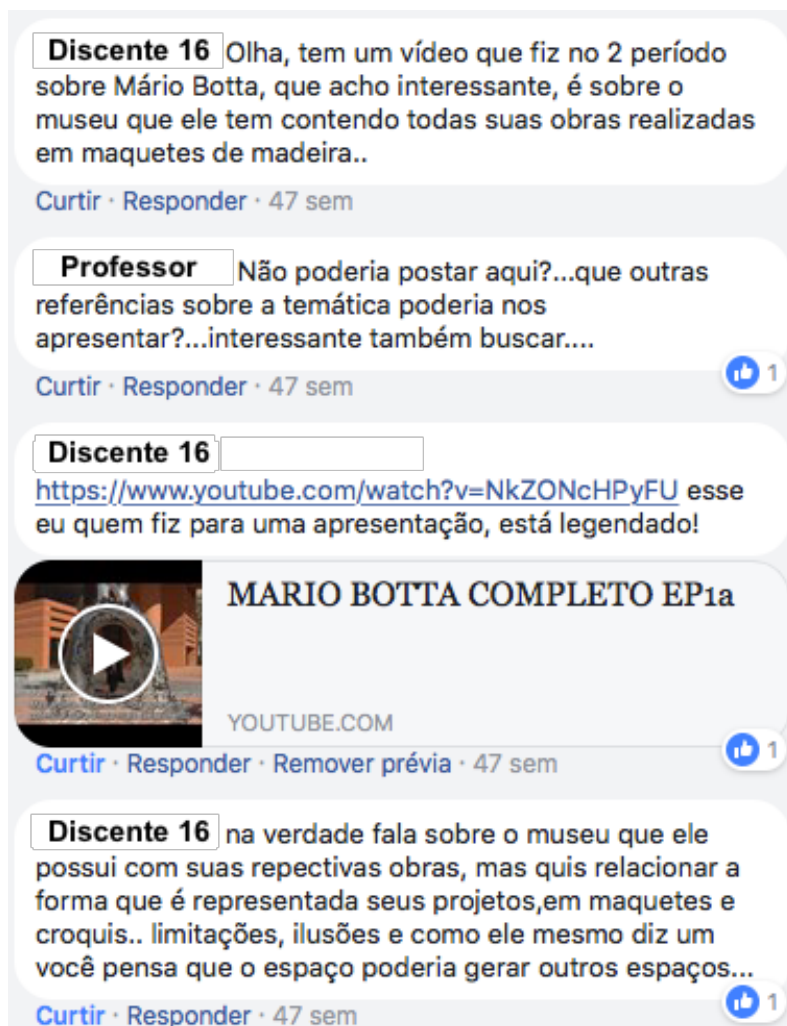 Discente 16 Olha, tem um vídeo que fiz no 2 período
sobre Mário Botta, que acho interessante, é sobre o
museu que ele tem contendo todas suas obras realizadas
em maquetes de madeira..
Curtir · Responder · 47 sem
Professor Não poderia postar aqui?...que outras
referências sobre a temática poderia nos
apresentar?...interessante também buscar....
1
Curtir · Responder · 47 sem
Discente 16
https://www.youtube.com/watch?v=NkZONcHPyFU esse
eu quem fiz para uma apresentação, está legendado!
MARIO BOTTA COMPLETO EP1a
YOUTUBE.COM
1
Curtir · Responder · Remover prévia · 47 sem
Discente 16 na verdade fala sobre o museu que ele
possui com suas repectivas obras, mas quis relacionar a
forma que é representada seus projetos,em maquetes e
croquis.. limitações, ilusões e como ele mesmo diz um
você pensa que o espaço poderia gerar outros espaços...
1
Curtir · Responder · 47 sem